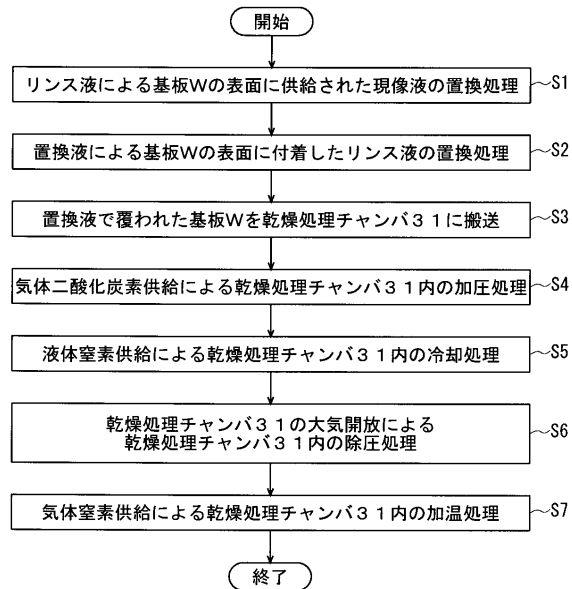 開始
リンス液による基板Wの表面に供給された現像液の置換処理 S1
置換液による基板Wの表面に付着したリンス液の置換処理 S2
置換液で覆われた基板Wを乾燥処理チャンバ31に搬送 S3
気体二酸化炭素供給による乾燥処理チャンバ31内の加圧処理 S4
液体窒素供給による乾燥処理チャンバ31内の冷却処理 S5
乾燥処理チャンバ31の大気開放による
乾燥処理チャンバ31内の除圧処理 S6
気体窒素供給による乾燥処理チャンバ31内の加温処理 S7
終了